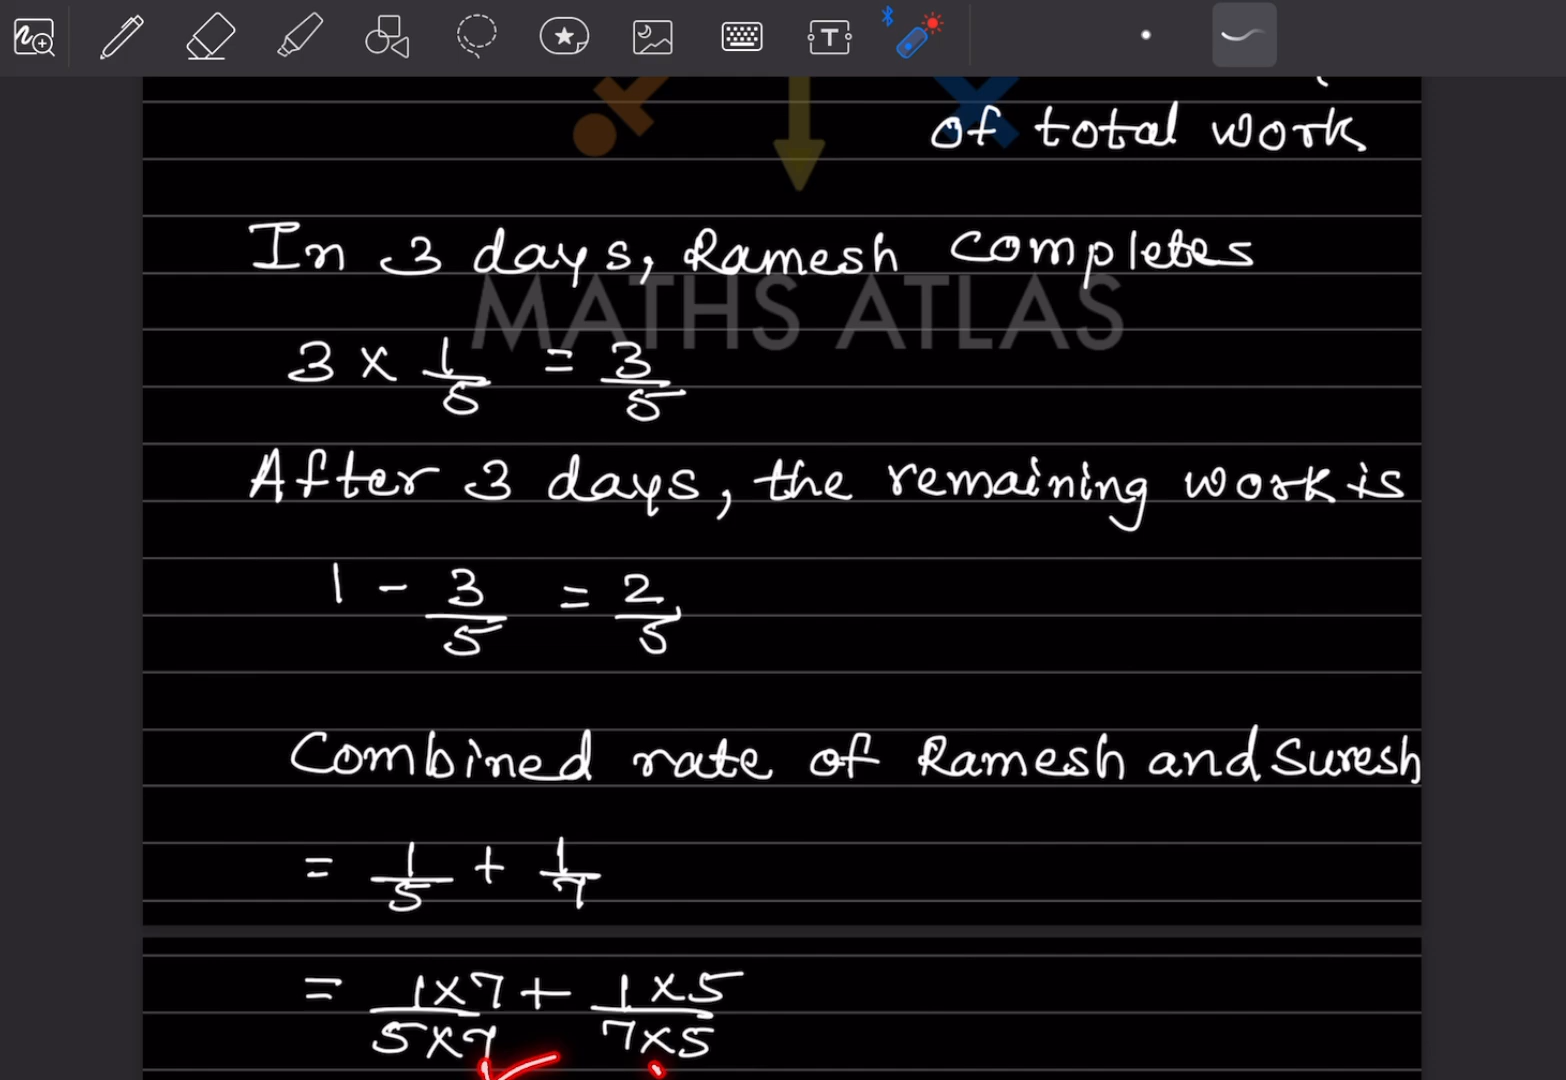 of total work
In 3 days, Ramesh completes
MATHS ATLAS
3 × 1/5 = 3/5
After 3 days, the remaining work is
1 - 3/5 = 2/5
Combined rate of Ramesh and Suresh
= 1/5 + 1/7
= 1×7/5×7 + 1×5/7×5